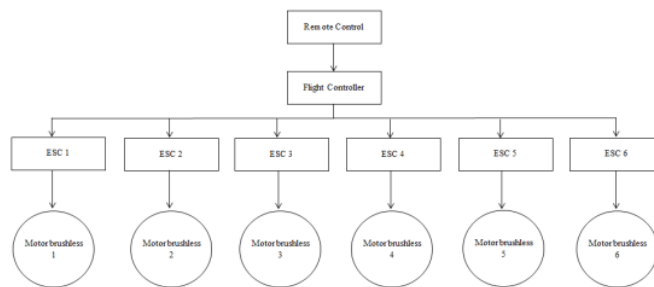 Remote Control
Flight Controller
ESC 1
ESC 2
ESC 3
ESC 4
ESC 5
ESC 6
Motor brushless
1
Motor brushless
2
Motor brushless
3
Motor brushless
4
Motor brushless
5
Motor brushless
6